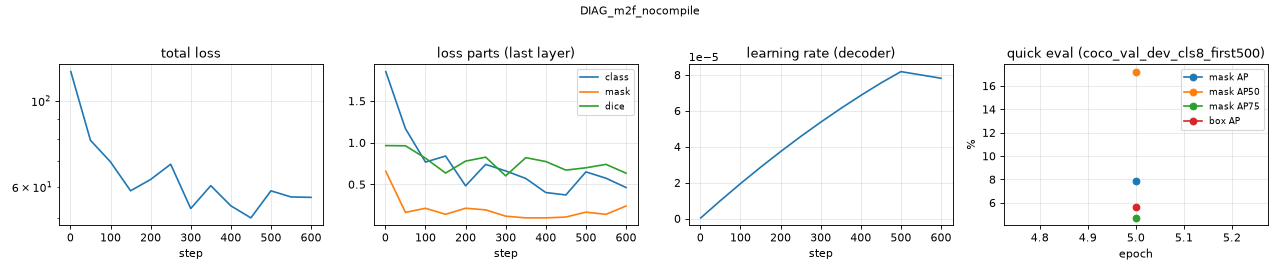 DIAG_m2f_nocompile
total loss
10²
6 × 10¹
0 100 200 300 400 500 600
step
loss parts (last layer)
class
mask
dice
1.5
1.0
0.5
0 100 200 300 400 500 600
step
learning rate (decoder)
1e−5
8
6
4
2
0
0 100 200 300 400 500 600
step
quick eval (coco_val_dev_cls8_first500)
mask AP
mask AP50
mask AP75
box AP
%
16
14
12
10
8
6
4.8 4.9 5.0 5.1 5.2
epoch